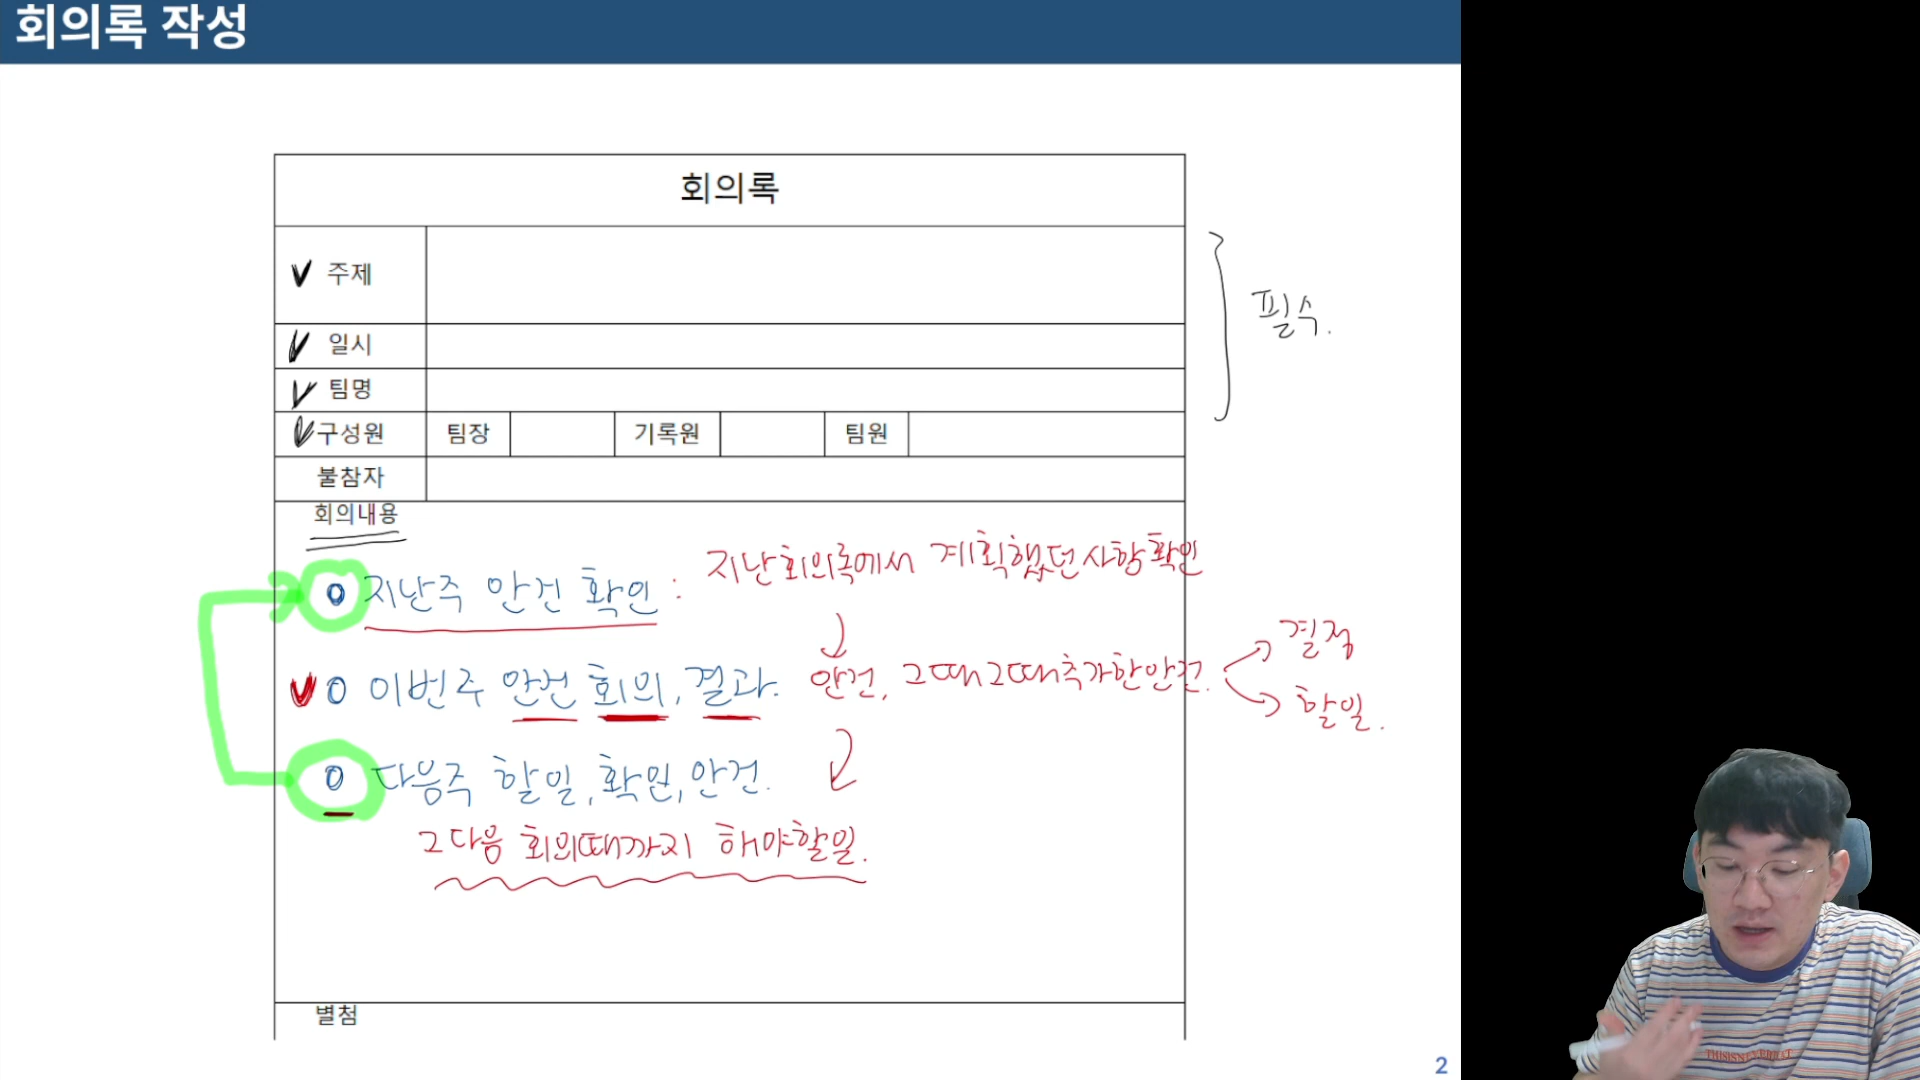 회의록 작성
회의록
주제
필수.
일시
팀명
구성원 팀장 기록원 팀원
불참자
회의내용
지난주 안건 확인 : 지난회의록에서 계획했던사항확인
이번주 안건 회의, 결과. 안건, 그때그때추가한안건.
결정
할일.
다음주 할일, 확인, 안건.
그다음 회의때까지 해야할일.
별첨
2